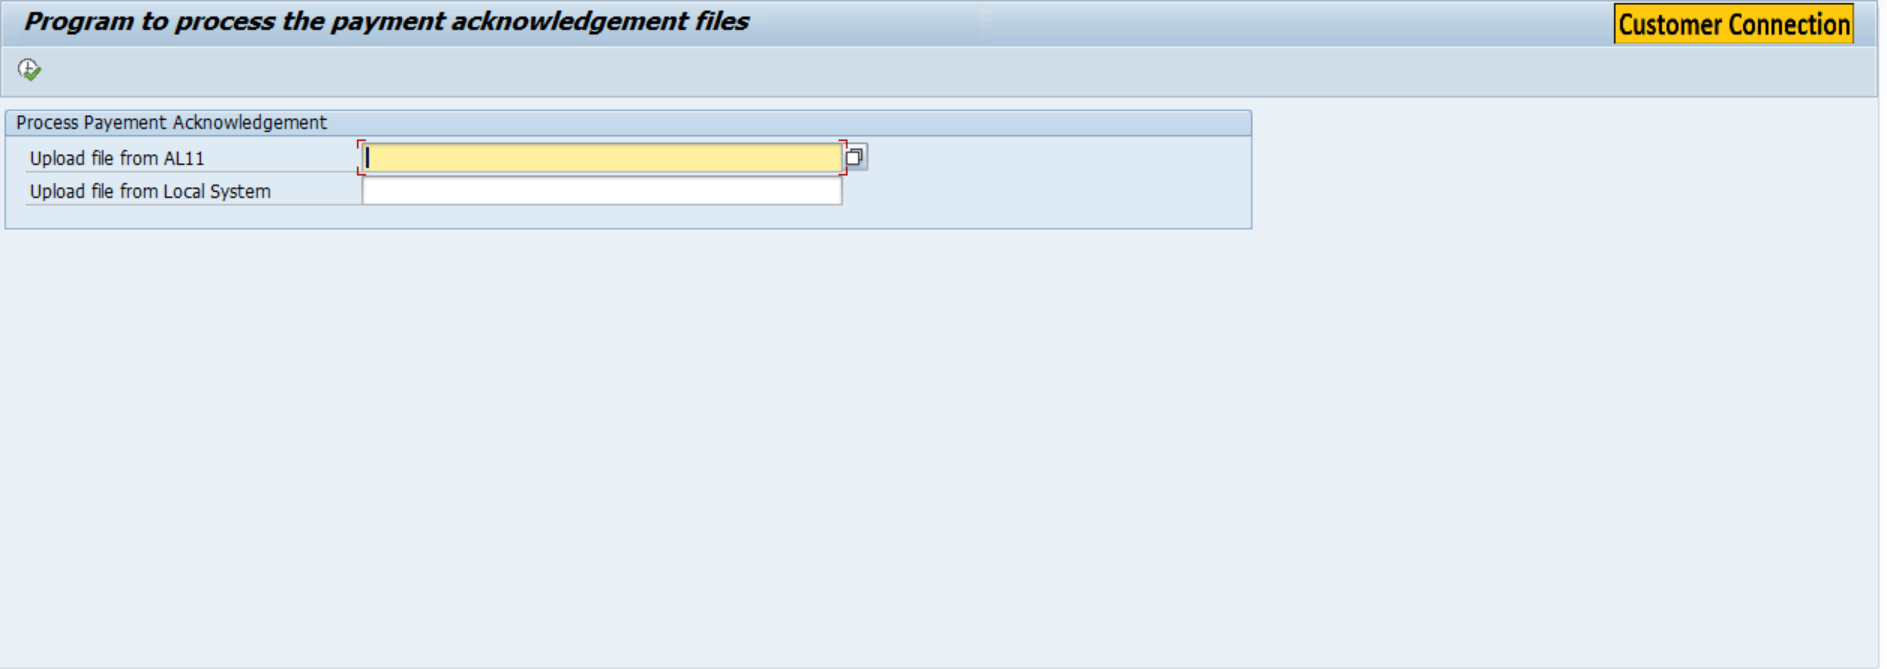 Program to process the payment acknowledgement files
Customer Connection
Process Payement Acknowledgement
Upload file from AL11
Upload file from Local System